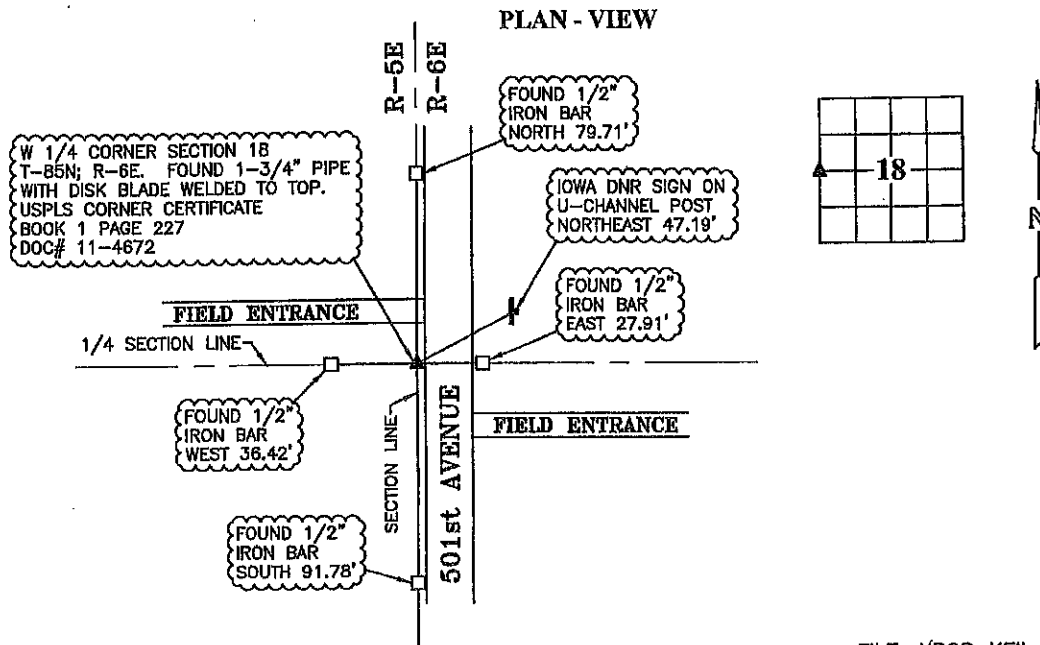 PLAN - VIEW
R-5E
R-6E
FOUND 1/2"
IRON BAR
NORTH 79.71'
W 1/4 CORNER SECTION 18
T-85N; R-6E. FOUND 1-3/4" PIPE
WITH DISK BLADE WELDED TO TOP.
USPLS CORNER CERTIFICATE
BOOK 1 PAGE 227
DOC# 11-4672
IOWA DNR SIGN ON
U-CHANNEL POST
NORTHEAST 47.19'
18
N
FOUND 1/2"
IRON BAR
EAST 27.91'
FIELD ENTRANCE
1/4 SECTION LINE
FOUND 1/2"
IRON BAR
WEST 36.42'
SECTION LINE
501st AVENUE
FIELD ENTRANCE
FOUND 1/2"
IRON BAR
SOUTH 91.78'